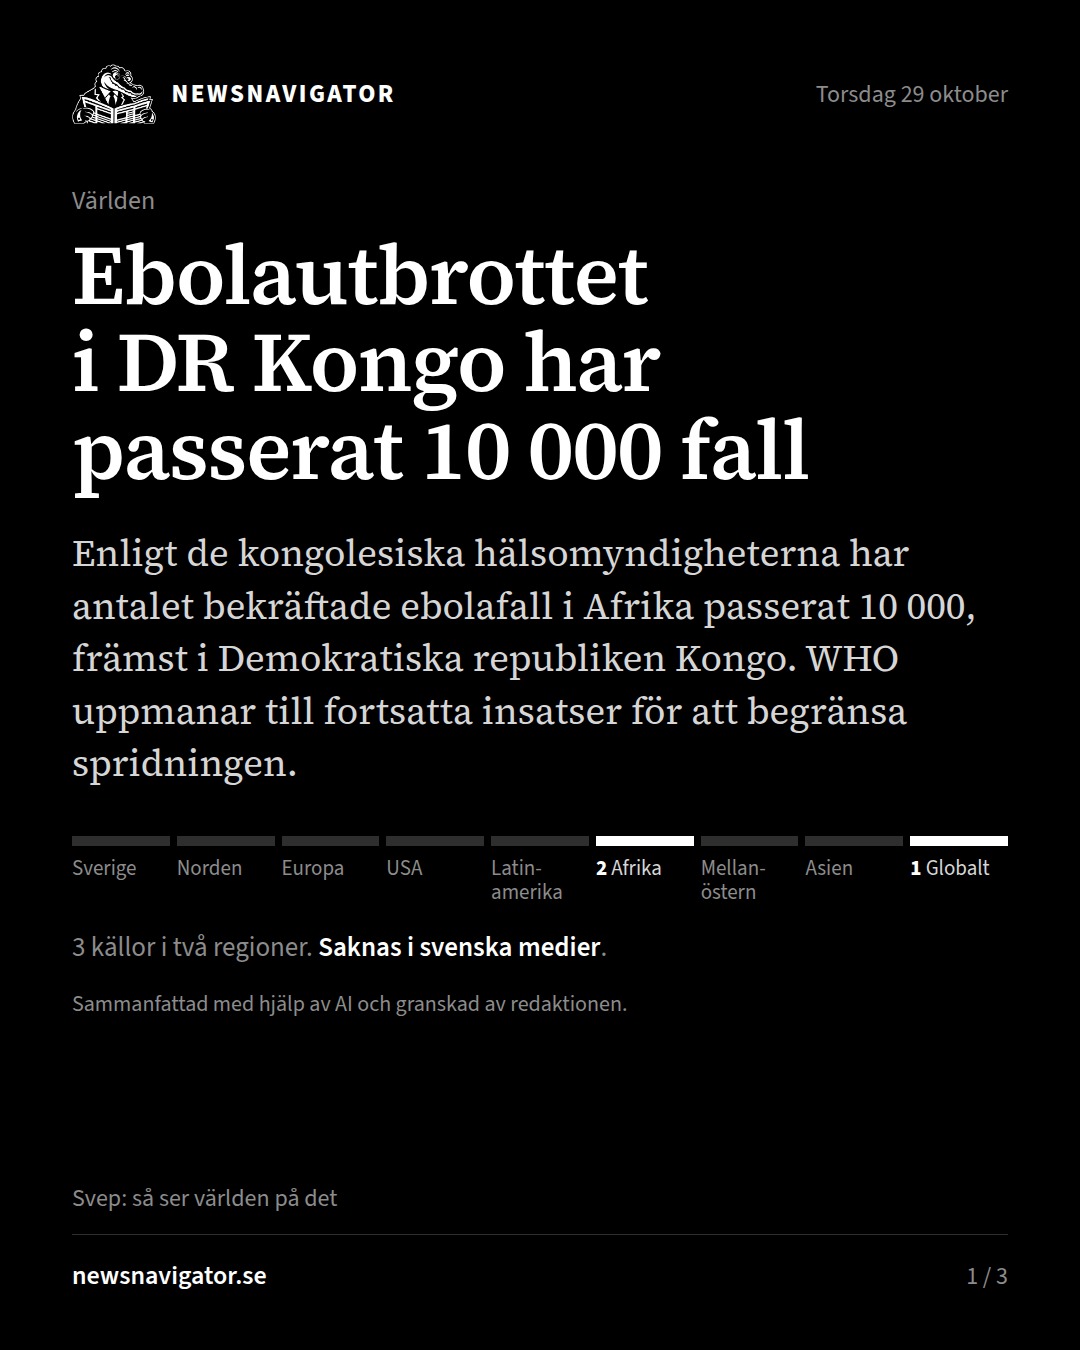 NEWSNAVIGATOR
Torsdag 29 oktober
Världen
Ebolautbrottet
i DR Kongo har
passerat 10 000 fall
Enligt de kongolesiska hälsomyndigheterna har
antalet bekräftade ebolafall i Afrika passerat 10 000,
främst i Demokratiska republiken Kongo. WHO
uppmanar till fortsatta insatser för att begränsa
spridningen.
Sverige
Norden
Europa
USA
Latin-
amerika
2 Afrika
Mellan-
östern
Asien
1 Globalt
3 källor i två regioner. Saknas i svenska medier.
Sammanfattad med hjälp av AI och granskad av redaktionen.
Svep: så ser världen på det
newsnavigator.se
1 / 3